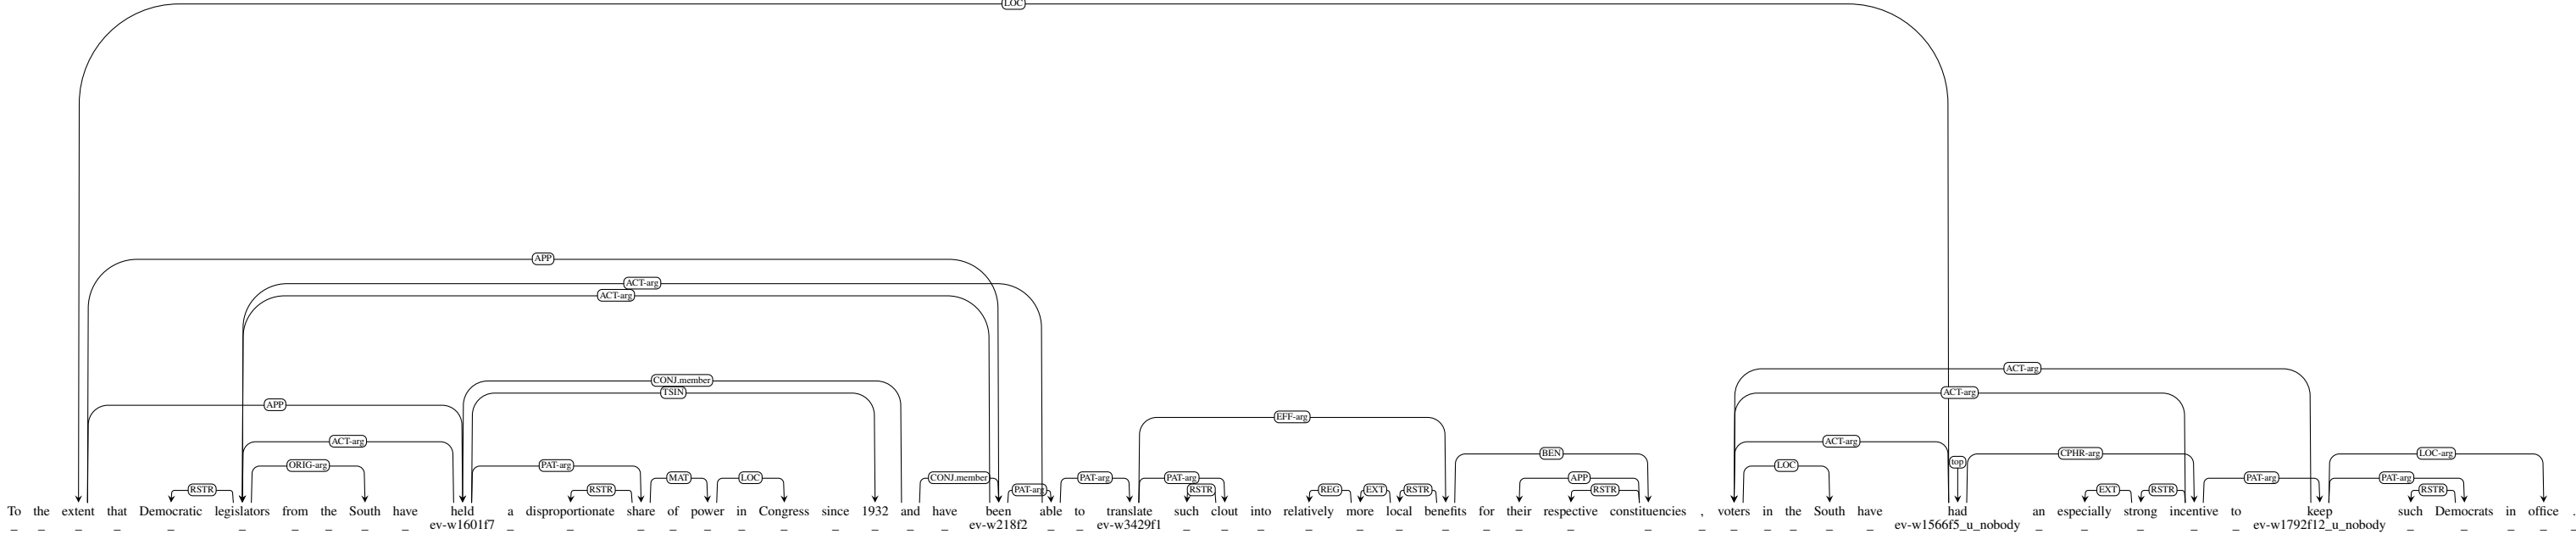 LOC
APP
ACT-arg
ACT-arg
ACT-arg
CONJ.member
TSIN
ACT-arg
APP
EFF-arg
ACT-arg
ACT-arg
BEN
CPHR-arg
LOC-arg
ORIG-arg
PAT-arg
LOC
top
MAT
LOC
CONJ.member
PAT-arg
PAT-arg
APP
PAT-arg
PAT-arg
RSTR
RSTR
PAT-arg
RSTR
REG
EXT
RSTR
RSTR
EXT
RSTR
RSTR
To the extent that Democratic legislators from the South have held a disproportionate share of power in Congress since 1932 and have been able to translate such clout into relatively more local benefits for their respective constituencies , voters in the South have had an especially strong incentive to keep such Democrats in office .
_ _ _ _ _ _ _ _ _ _ ev-w1601f7 _ _ _ _ _ _ _ _ _ _ _ ev-w218f2 _ _ ev-w3429f1 _ _ _ _ _ _ _ _ _ _ _ _ _ _ _ _ _ ev-w1566f5_u_nobody _ _ _ _ _ ev-w1792f12_u_nobody _ _ _ _ _